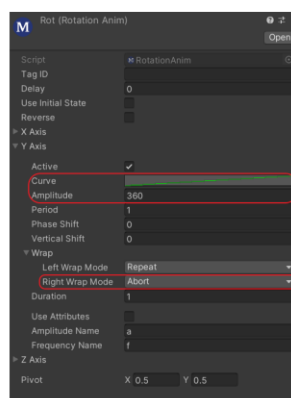 M Rot (Rotation Anim)
Open
Script RotationAnim
Tag ID
Delay 0
Use Initial State
Reverse
X Axis
Y Axis
Active
Curve
Amplitude 360
Period 1
Phase Shift 0
Vertical Shift 0
Wrap
Left Wrap Mode Repeat
Right Wrap Mode Abort
Duration 1
Use Attributes
Amplitude Name a
Frequency Name f
Z Axis
Pivot X 0.5 Y 0.5